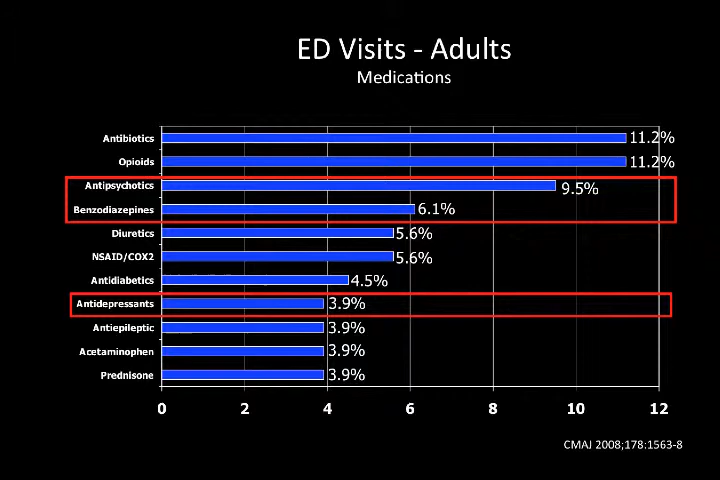 ED Visits - Adults
Medications
Antibiotics 11.2%
Opioids 11.2%
Antipsychotics 9.5%
Benzodiazepines 6.1%
Diuretics 5.6%
NSAID/COX2 5.6%
Antidiabetics 4.5%
Antidepressants 3.9%
Antiepileptic 3.9%
Acetaminophen 3.9%
Prednisone 3.9%
0 2 4 6 8 10 12
CMAJ 2008;178:1563-8